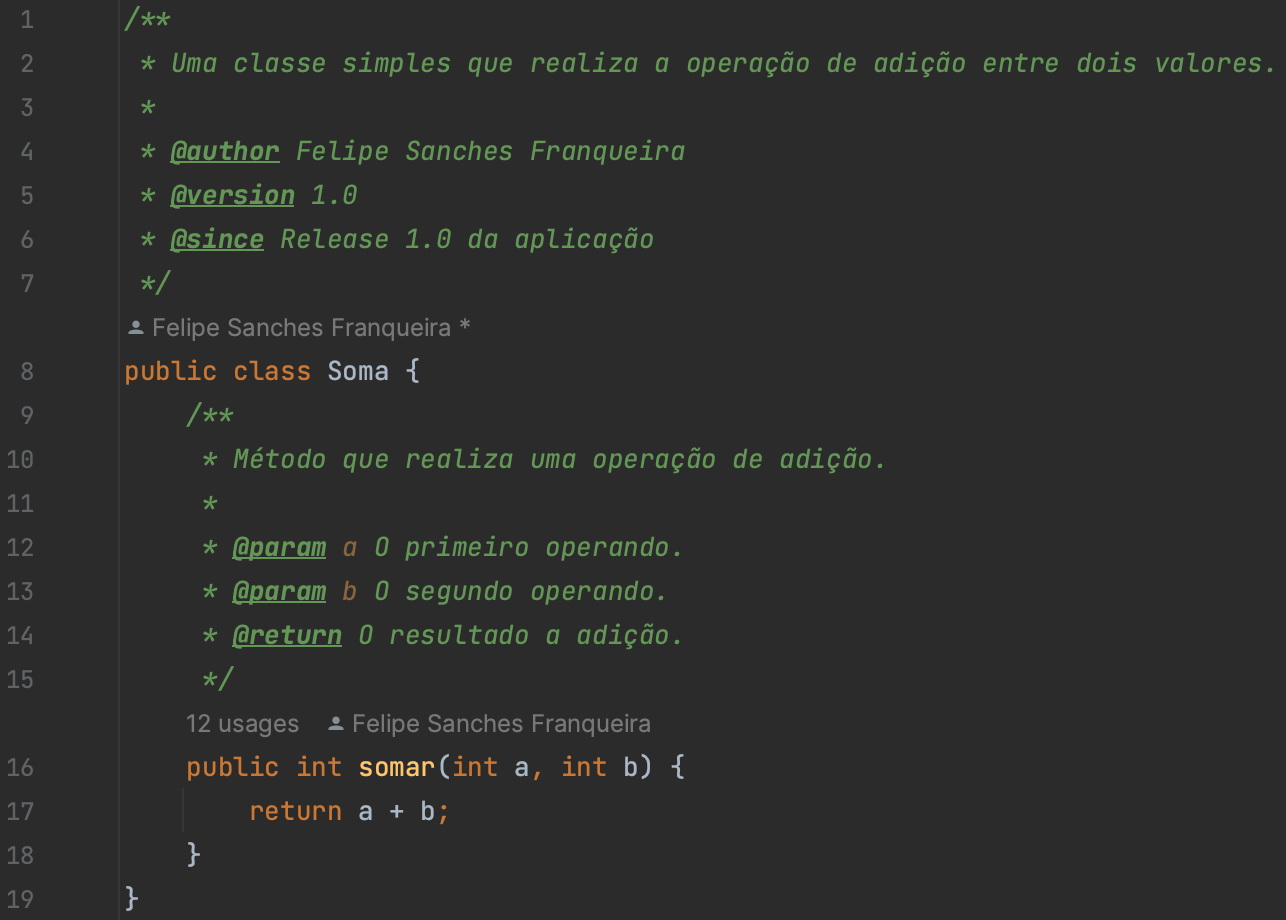 1 /**
2  * Uma classe simples que realiza a operação de adição entre dois valores.
3  *
4  * @author Felipe Sanches Franqueira
5  * @version 1.0
6  * @since Release 1.0 da aplicação
7  */
Felipe Sanches Franqueira *
8 public class Soma {
9     /**
10      * Método que realiza uma operação de adição.
11      *
12      * @param a O primeiro operando.
13      * @param b O segundo operando.
14      * @return O resultado a adição.
15      */
12 usages Felipe Sanches Franqueira
16     public int somar(int a, int b) {
17         return a + b;
18     }
19 }